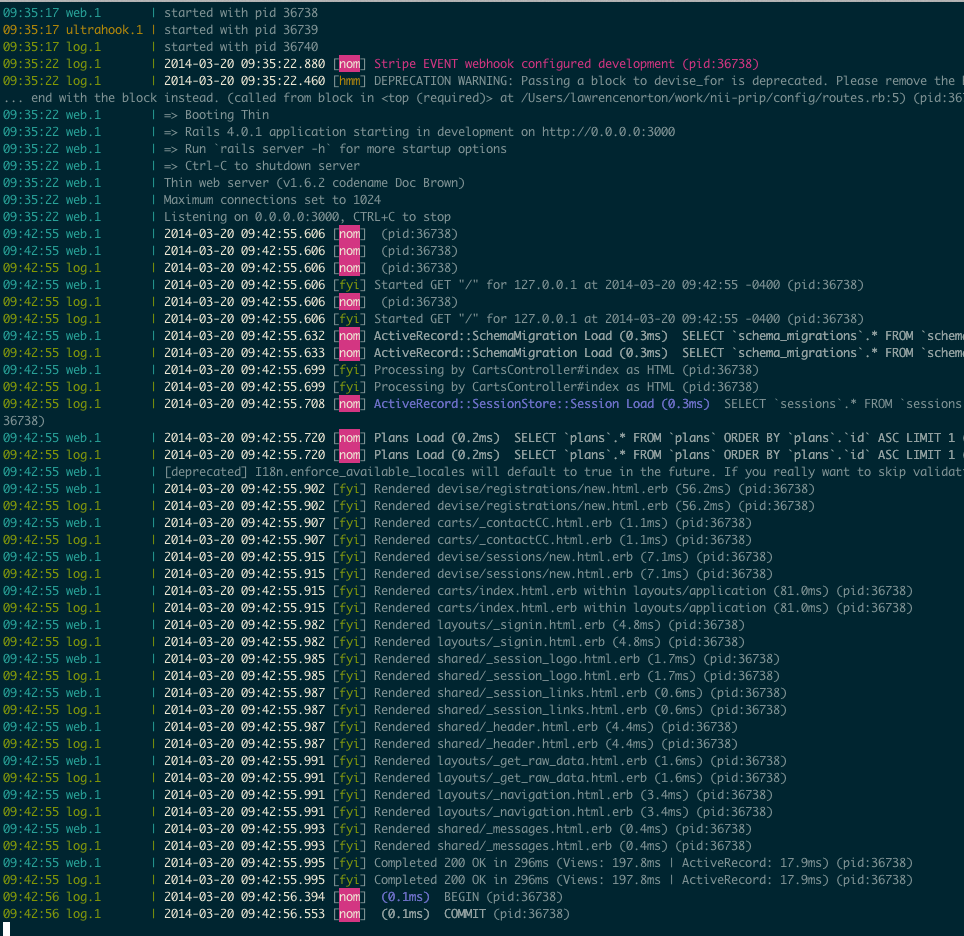 09:35:17 web.1 | started with pid 36738
09:35:17 ultrahook.1 | started with pid 36739
09:35:17 log.1 | started with pid 36740
09:35:22 log.1 | 2014-03-20 09:35:22.880 [nom] Stripe EVENT webhook configured development (pid:36738)
09:35:22 log.1 | 2014-03-20 09:35:22.460 [hmm] DEPRECATION WARNING: Passing a block to devise_for is deprecated. Please remove the
... end with the block instead. (called from block in <top (required)> at /Users/lawrencenorton/work/nii-prip/config/routes.rb:5) (pid:36
09:35:22 web.1 | => Booting Thin
09:35:22 web.1 | => Rails 4.0.1 application starting in development on http://0.0.0.0:3000
09:35:22 web.1 | => Run `rails server -h` for more startup options
09:35:22 web.1 | => Ctrl-C to shutdown server
09:35:22 web.1 | Thin web server (v1.6.2 codename Doc Brown)
09:35:22 web.1 | Maximum connections set to 1024
09:35:22 web.1 | Listening on 0.0.0.0:3000, CTRL+C to stop
09:42:55 web.1 | 2014-03-20 09:42:55.606 [nom] (pid:36738)
09:42:55 web.1 | 2014-03-20 09:42:55.606 [nom] (pid:36738)
09:42:55 log.1 | 2014-03-20 09:42:55.606 [nom] (pid:36738)
09:42:55 web.1 | 2014-03-20 09:42:55.606 [fyi] Started GET "/" for 127.0.0.1 at 2014-03-20 09:42:55 -0400 (pid:36738)
09:42:55 log.1 | 2014-03-20 09:42:55.606 [nom] (pid:36738)
09:42:55 log.1 | 2014-03-20 09:42:55.606 [fyi] Started GET "/" for 127.0.0.1 at 2014-03-20 09:42:55 -0400 (pid:36738)
09:42:55 web.1 | 2014-03-20 09:42:55.632 [nom] ActiveRecord::SchemaMigration Load (0.3ms) SELECT `schema_migrations`.* FROM `schem
09:42:55 log.1 | 2014-03-20 09:42:55.633 [nom] ActiveRecord::SchemaMigration Load (0.3ms) SELECT `schema_migrations`.* FROM `schem
09:42:55 web.1 | 2014-03-20 09:42:55.699 [fyi] Processing by CartsController#index as HTML (pid:36738)
09:42:55 log.1 | 2014-03-20 09:42:55.699 [fyi] Processing by CartsController#index as HTML (pid:36738)
09:42:55 log.1 | 2014-03-20 09:42:55.708 [nom] ActiveRecord::SessionStore::Session Load (0.3ms) SELECT `sessions`.* FROM `sessions
36738)
09:42:55 web.1 | 2014-03-20 09:42:55.720 [nom] Plans Load (0.2ms) SELECT `plans`.* FROM `plans` ORDER BY `plans`.`id` ASC LIMIT 1
09:42:55 log.1 | 2014-03-20 09:42:55.720 [nom] Plans Load (0.2ms) SELECT `plans`.* FROM `plans` ORDER BY `plans`.`id` ASC LIMIT 1
09:42:55 web.1 | [deprecated] I18n.enforce_available_locales will default to true in the future. If you really want to skip validat
09:42:55 web.1 | 2014-03-20 09:42:55.902 [fyi] Rendered devise/registrations/new.html.erb (56.2ms) (pid:36738)
09:42:55 log.1 | 2014-03-20 09:42:55.902 [fyi] Rendered devise/registrations/new.html.erb (56.2ms) (pid:36738)
09:42:55 web.1 | 2014-03-20 09:42:55.907 [fyi] Rendered carts/_contactCC.html.erb (1.1ms) (pid:36738)
09:42:55 log.1 | 2014-03-20 09:42:55.907 [fyi] Rendered carts/_contactCC.html.erb (1.1ms) (pid:36738)
09:42:55 web.1 | 2014-03-20 09:42:55.915 [fyi] Rendered devise/sessions/new.html.erb (7.1ms) (pid:36738)
09:42:55 log.1 | 2014-03-20 09:42:55.915 [fyi] Rendered devise/sessions/new.html.erb (7.1ms) (pid:36738)
09:42:55 web.1 | 2014-03-20 09:42:55.915 [fyi] Rendered carts/index.html.erb within layouts/application (81.0ms) (pid:36738)
09:42:55 log.1 | 2014-03-20 09:42:55.915 [fyi] Rendered carts/index.html.erb within layouts/application (81.0ms) (pid:36738)
09:42:55 web.1 | 2014-03-20 09:42:55.982 [fyi] Rendered layouts/_signin.html.erb (4.8ms) (pid:36738)
09:42:55 log.1 | 2014-03-20 09:42:55.982 [fyi] Rendered layouts/_signin.html.erb (4.8ms) (pid:36738)
09:42:55 web.1 | 2014-03-20 09:42:55.985 [fyi] Rendered shared/_session_logo.html.erb (1.7ms) (pid:36738)
09:42:55 log.1 | 2014-03-20 09:42:55.985 [fyi] Rendered shared/_session_logo.html.erb (1.7ms) (pid:36738)
09:42:55 web.1 | 2014-03-20 09:42:55.987 [fyi] Rendered shared/_session_links.html.erb (0.6ms) (pid:36738)
09:42:55 log.1 | 2014-03-20 09:42:55.987 [fyi] Rendered shared/_session_links.html.erb (0.6ms) (pid:36738)
09:42:55 web.1 | 2014-03-20 09:42:55.987 [fyi] Rendered shared/_header.html.erb (4.4ms) (pid:36738)
09:42:55 log.1 | 2014-03-20 09:42:55.987 [fyi] Rendered shared/_header.html.erb (4.4ms) (pid:36738)
09:42:55 web.1 | 2014-03-20 09:42:55.991 [fyi] Rendered layouts/_get_raw_data.html.erb (1.6ms) (pid:36738)
09:42:55 log.1 | 2014-03-20 09:42:55.991 [fyi] Rendered layouts/_get_raw_data.html.erb (1.6ms) (pid:36738)
09:42:55 web.1 | 2014-03-20 09:42:55.991 [fyi] Rendered layouts/_navigation.html.erb (3.4ms) (pid:36738)
09:42:55 log.1 | 2014-03-20 09:42:55.991 [fyi] Rendered layouts/_navigation.html.erb (3.4ms) (pid:36738)
09:42:55 web.1 | 2014-03-20 09:42:55.993 [fyi] Rendered shared/_messages.html.erb (0.4ms) (pid:36738)
09:42:55 log.1 | 2014-03-20 09:42:55.993 [fyi] Rendered shared/_messages.html.erb (0.4ms) (pid:36738)
09:42:55 web.1 | 2014-03-20 09:42:55.995 [fyi] Completed 200 OK in 296ms (Views: 197.8ms | ActiveRecord: 17.9ms) (pid:36738)
09:42:55 log.1 | 2014-03-20 09:42:55.995 [fyi] Completed 200 OK in 296ms (Views: 197.8ms | ActiveRecord: 17.9ms) (pid:36738)
09:42:56 log.1 | 2014-03-20 09:42:56.394 [nom] (0.1ms) BEGIN (pid:36738)
09:42:56 log.1 | 2014-03-20 09:42:56.553 [nom] (0.1ms) COMMIT (pid:36738)